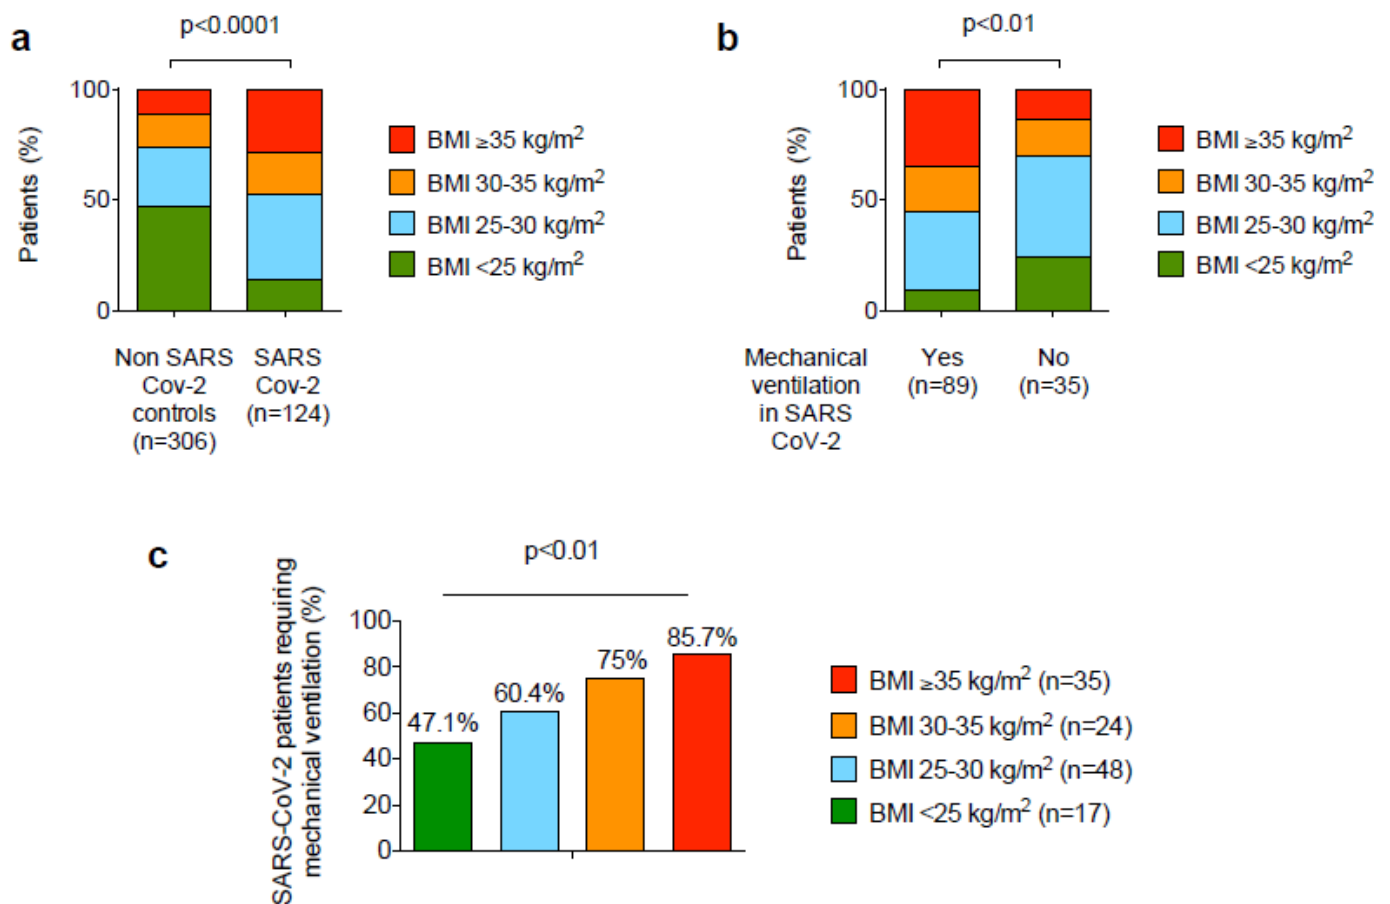 a
p<0.0001
Patients (%)
100
50
0
Non SARS
Cov-2
controls
(n=306)
SARS
Cov-2
(n=124)
BMI ≥35 kg/m²
BMI 30-35 kg/m²
BMI 25-30 kg/m²
BMI <25 kg/m²
b
p<0.01
Patients (%)
100
50
0
Mechanical
ventilation
in SARS
CoV-2
Yes
(n=89)
No
(n=35)
BMI ≥35 kg/m²
BMI 30-35 kg/m²
BMI 25-30 kg/m²
BMI <25 kg/m²
c
p<0.01
SARS-CoV-2 patients requiring
mechanical ventilation (%)
100
80
60
40
20
0
47.1%
60.4%
75%
85.7%
BMI ≥35 kg/m² (n=35)
BMI 30-35 kg/m² (n=24)
BMI 25-30 kg/m² (n=48)
BMI <25 kg/m² (n=17)